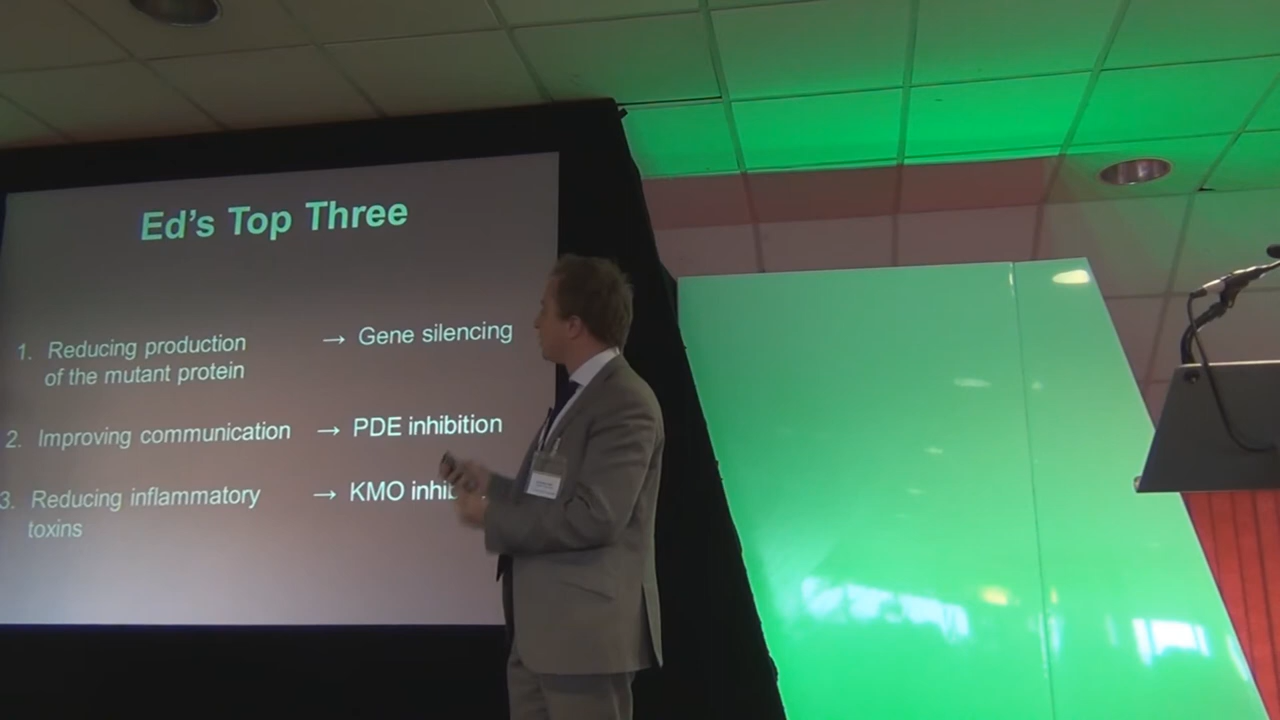 Ed's Top Three
1. Reducing production → Gene silencing
of the mutant protein
2. Improving communication → PDE inhibition
3. Reducing inflammatory → KMO
toxins